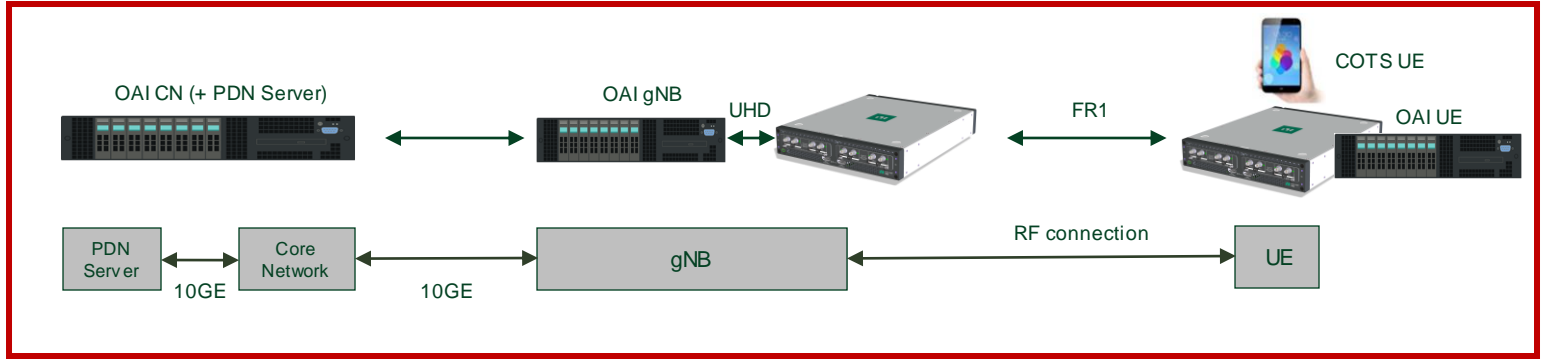 COTS UE
OAI CN (+ PDN Server)
OAI gNB
UHD
FR1
OAI UE
PDN
Server
10GE
Core
Network
10GE
gNB
RF connection
UE